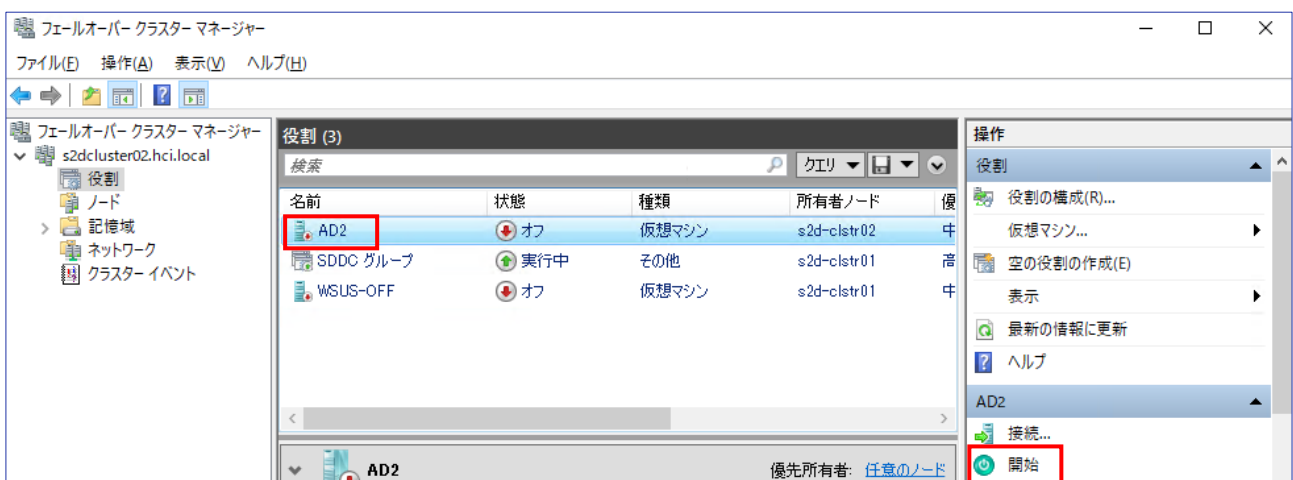 フェールオーバー クラスター マネージャー
ファイル(F) 操作(A) 表示(V) ヘルプ(H)
フェールオーバー クラスター マネージャー
s2dcluster02.hci.local
役割
ノード
記憶域
ネットワーク
クラスター イベント
役割 (3)
検索 クエリ
名前 状態 種類 所有者ノード 優
AD2 オフ 仮想マシン s2d-clstr02 中
SDDC グループ 実行中 その他 s2d-clstr01 高
WSUS-OFF オフ 仮想マシン s2d-clstr01 中
AD2 優先所有者: 任意のノード
操作
役割
役割の構成(R)...
仮想マシン...
空の役割の作成(E)
表示
最新の情報に更新
ヘルプ
AD2
接続...
開始